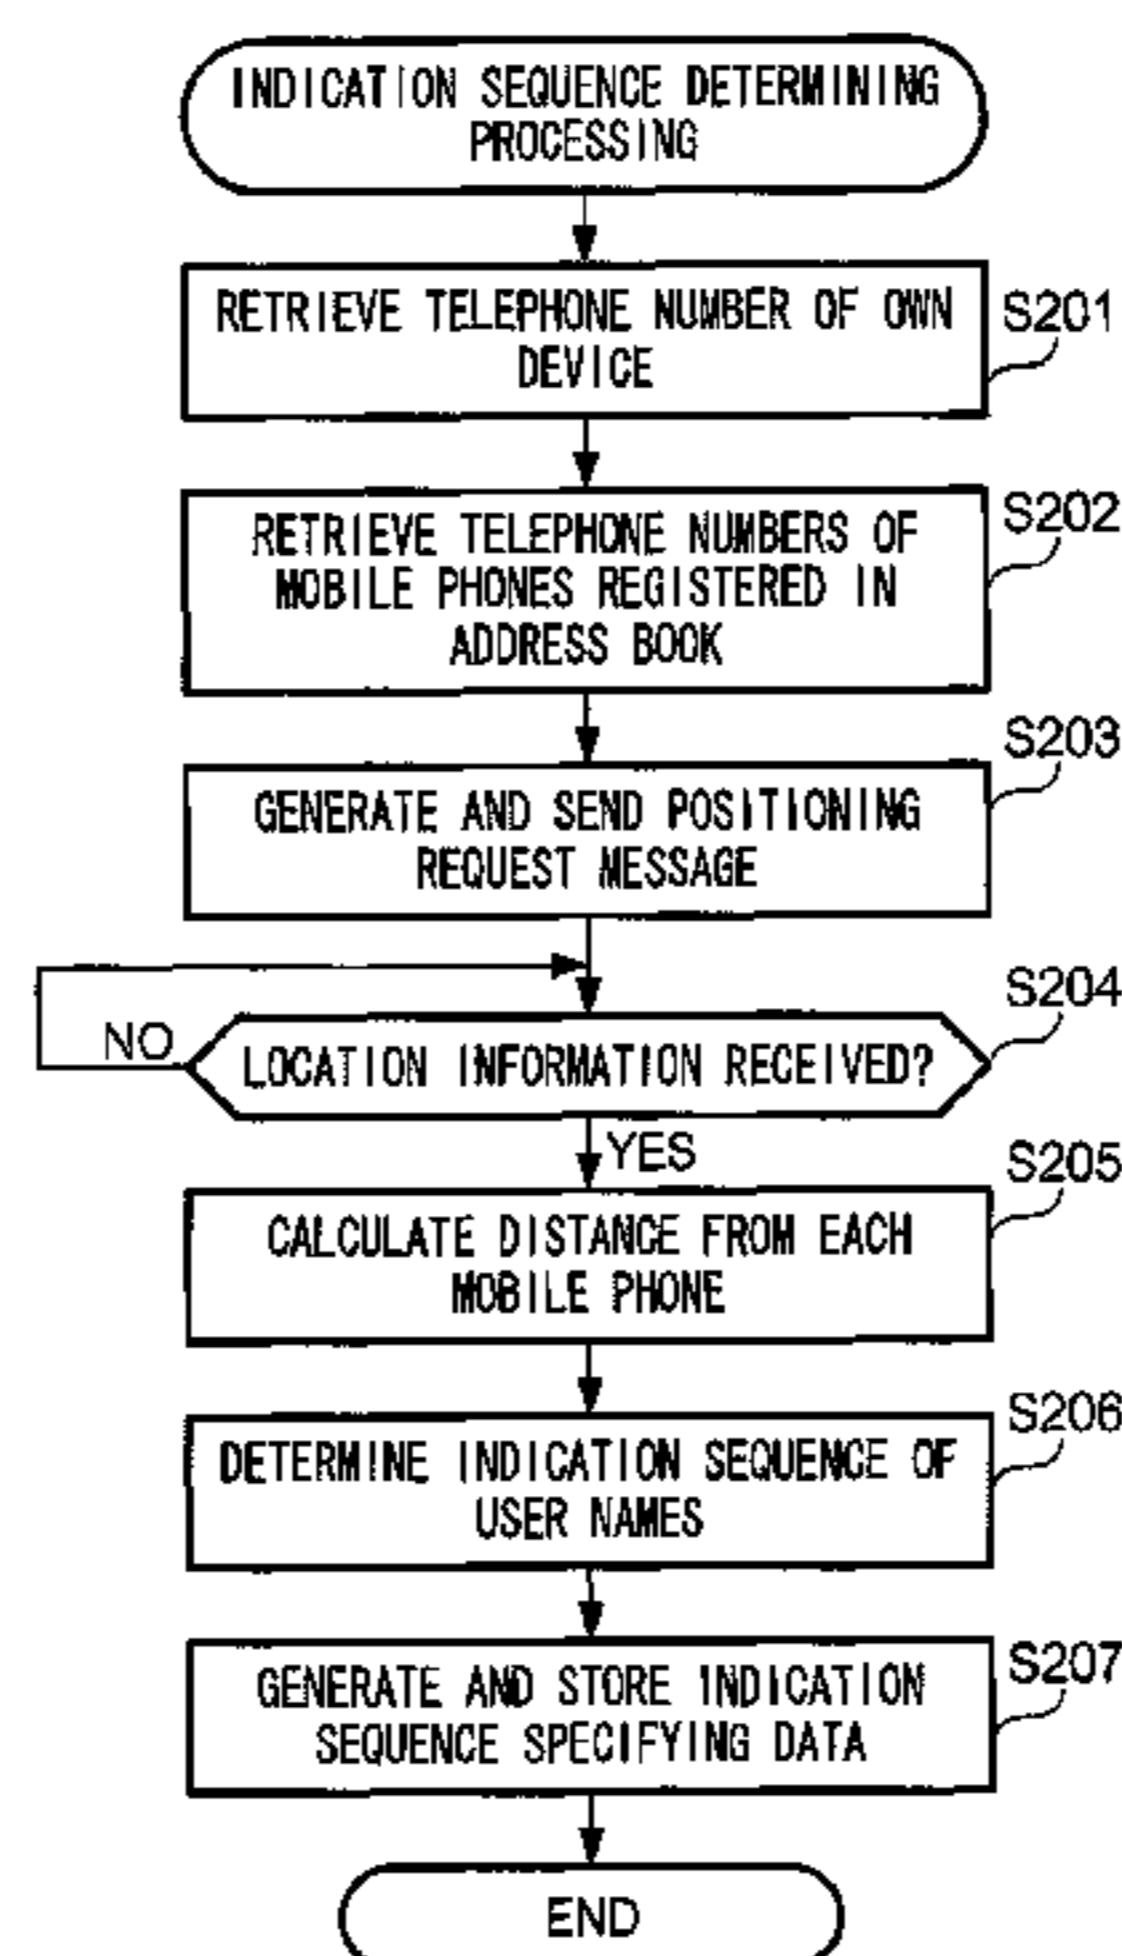 INDICATION SEQUENCE DETERMINING
PROCESSING
RETRIEVE TELEPHONE NUMBER OF OWN
DEVICE
S201
RETRIEVE TELEPHONE NUMBERS OF
MOBILE PHONES REGISTERED IN
ADDRESS BOOK
S202
GENERATE AND SEND POSITIONING
REQUEST MESSAGE
S203
LOCATION INFORMATION RECEIVED?
S204
NO
YES
CALCULATE DISTANCE FROM EACH
MOBILE PHONE
S205
DETERMINE INDICATION SEQUENCE OF
USER NAMES
S206
GENERATE AND STORE INDICATION
SEQUENCE SPECIFYING DATA
S207
END